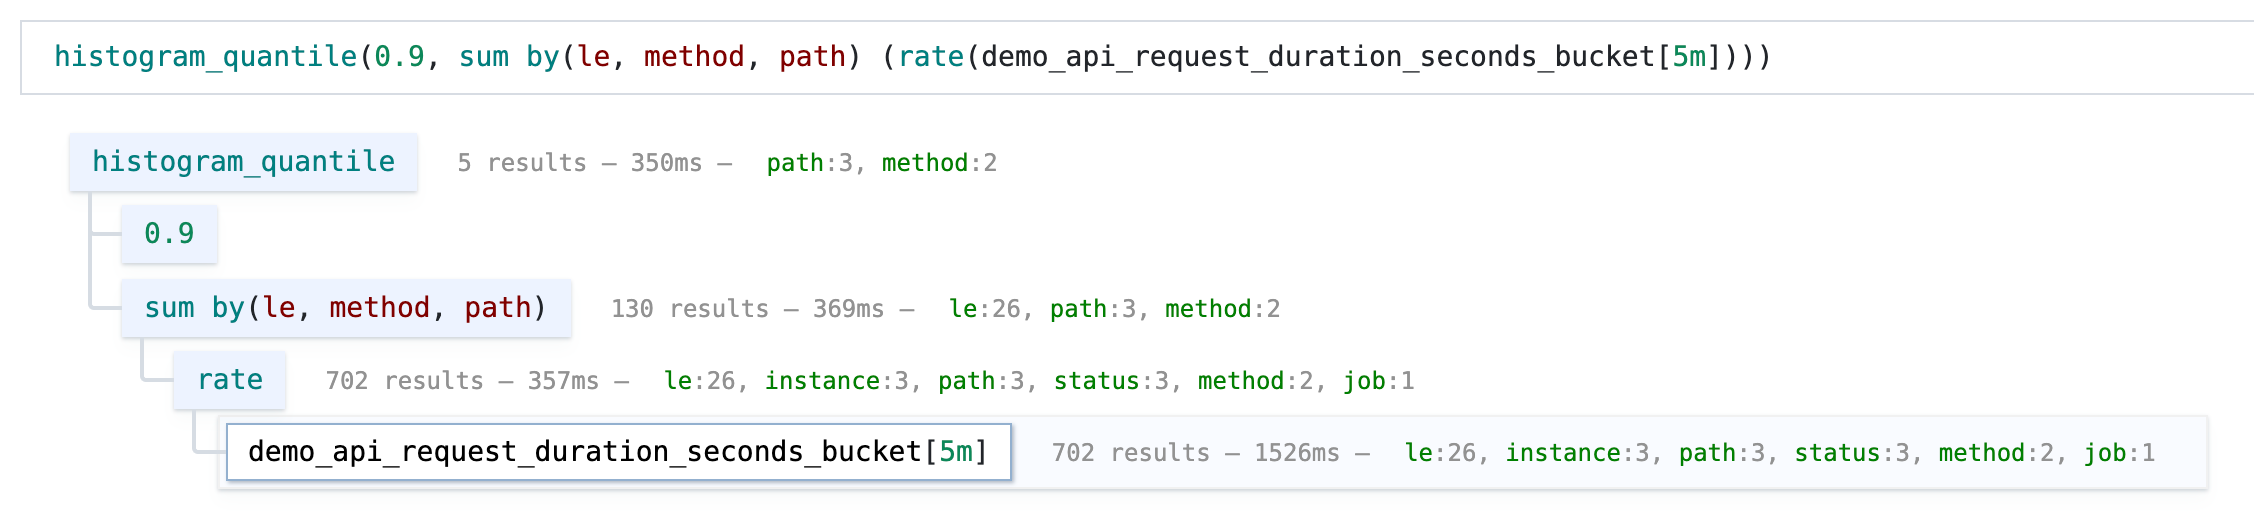 histogram_quantile(0.9, sum by(le, method, path) (rate(demo_api_request_duration_seconds_bucket[5m])))
histogram_quantile 5 results – 350ms – path:3, method:2
0.9
sum by(le, method, path) 130 results – 369ms – le:26, path:3, method:2
rate 702 results – 357ms – le:26, instance:3, path:3, status:3, method:2, job:1
demo_api_request_duration_seconds_bucket[5m] 702 results – 1526ms – le:26, instance:3, path:3, status:3, method:2, job:1